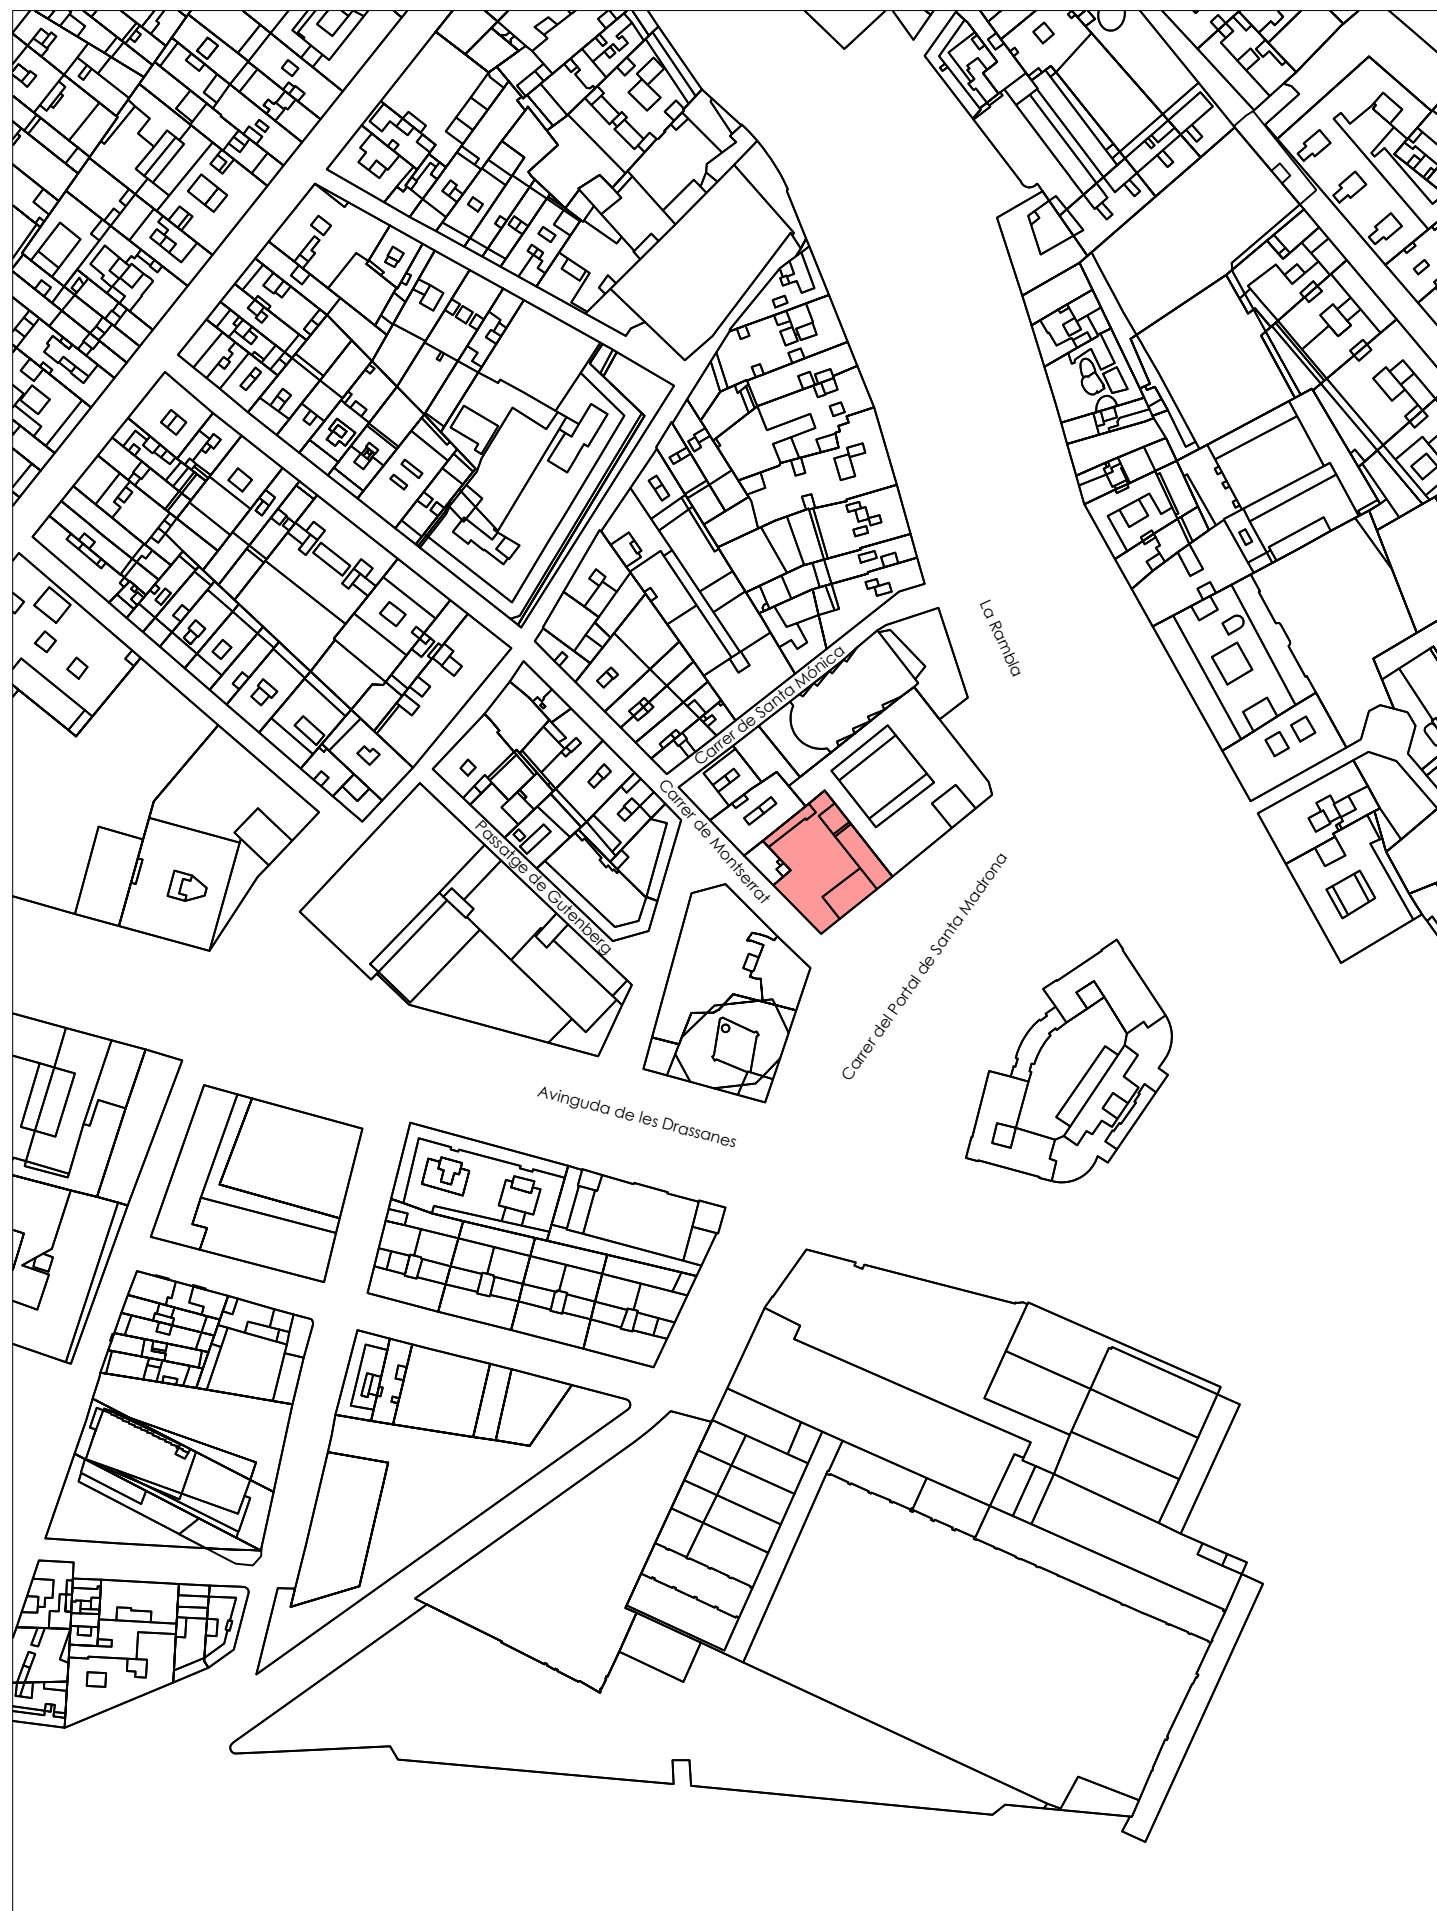 La Rambla
Carrer de Santa Mónica
Carrer de Montserrat
Passatge de Gutenberg
Carrer del Portal de Santa Madrona
Avinguda de les Drassanes